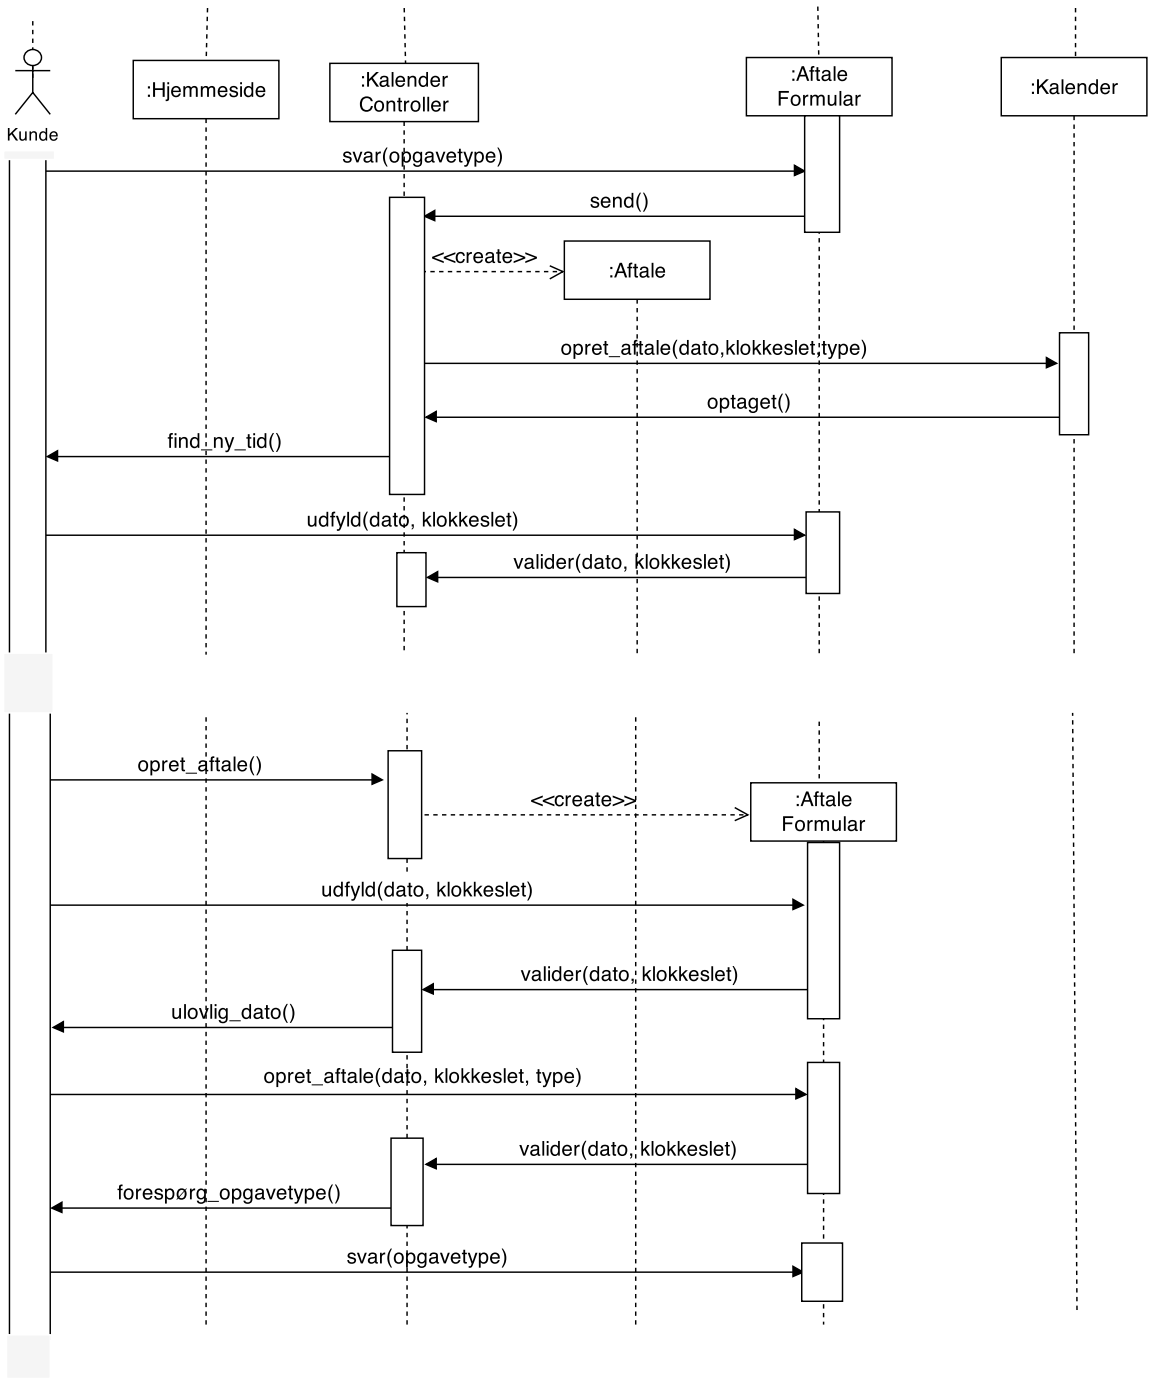 :Hjemmeside
:Kalender
Controller
:Aftale
Formular
:Kalender
Kunde
svar(opgavetype)
send()
<<create>>
:Aftale
opret_aftale(dato,klokkeslet,type)
optaget()
find_ny_tid()
udfyld(dato, klokkeslet)
valider(dato, klokkeslet)
opret_aftale()
<<create>>
:Aftale
Formular
udfyld(dato, klokkeslet)
valider(dato, klokkeslet)
ulovlig_dato()
opret_aftale(dato, klokkeslet, type)
valider(dato, klokkeslet)
forespørg_opgavetype()
svar(opgavetype)